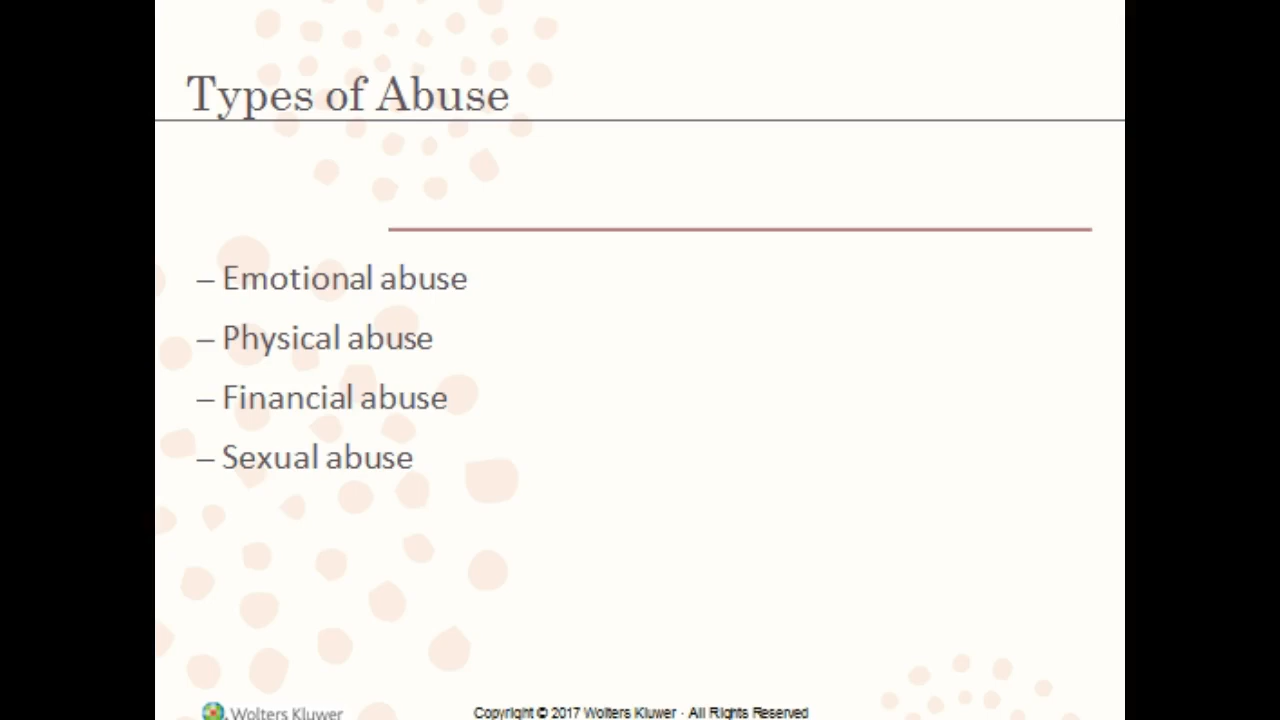 Types of Abuse
– Emotional abuse
– Physical abuse
– Financial abuse
– Sexual abuse
Wolters Kluwer
Copyright © 2017 Wolters Kluwer · All Rights Reserved